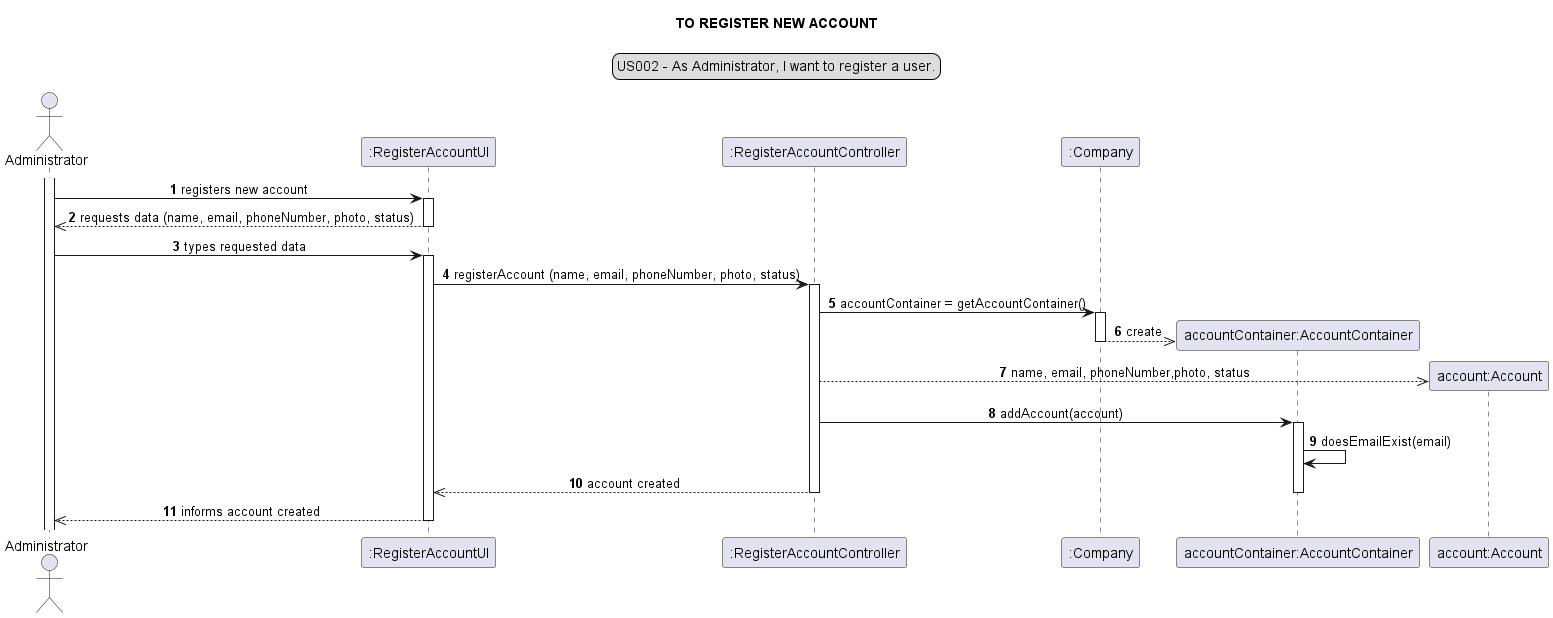 TO REGISTER NEW ACCOUNT
US002 - As Administrator, I want to register a user.
Administrator
:RegisterAccountUI
:RegisterAccountController
:Company
1 registers new account
2 requests data (name, email, phoneNumber, photo, status)
3 types requested data
4 registerAccount (name, email, phoneNumber, photo, status)
5 accountContainer = getAccountContainer()
6 create
accountContainer:AccountContainer
7 name, email, phoneNumber,photo, status
account:Account
8 addAccount(account)
9 doesEmailExist(email)
10 account created
11 informs account created
Administrator
:RegisterAccountUI
:RegisterAccountController
:Company
accountContainer:AccountContainer
account:Account